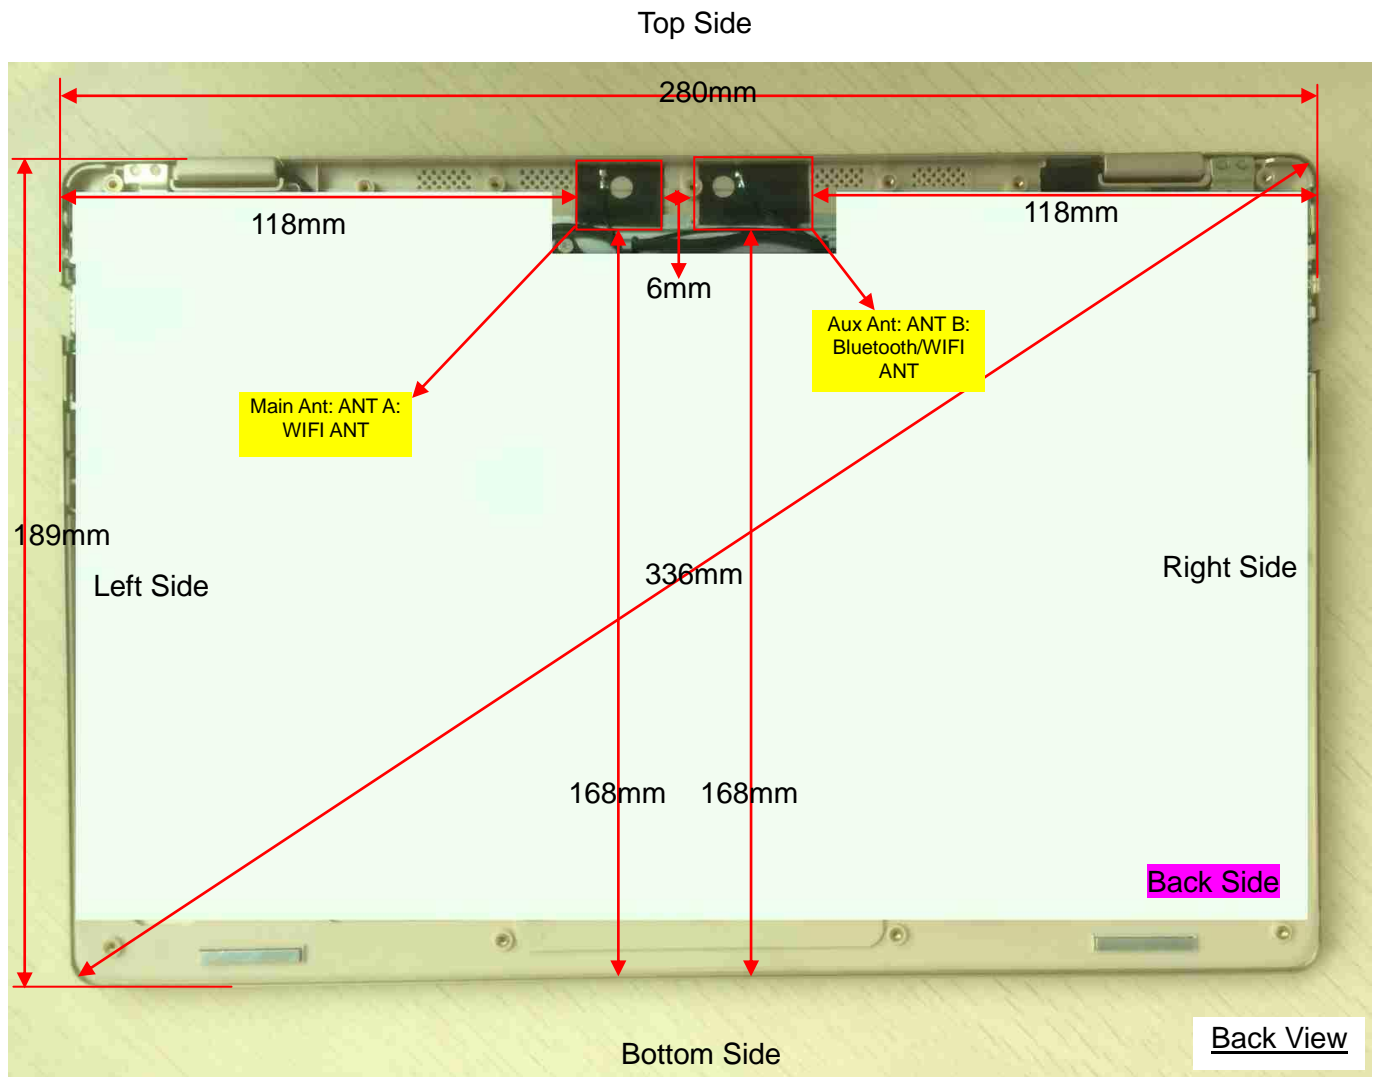 Top Side
280mm
118mm
118mm
6mm
Aux Ant: ANT B:
Bluetooth/WIFI
ANT
Main Ant: ANT A:
WIFI ANT
189mm
Left Side
336mm
Right Side
168mm
168mm
Back Side
Back View
Bottom Side